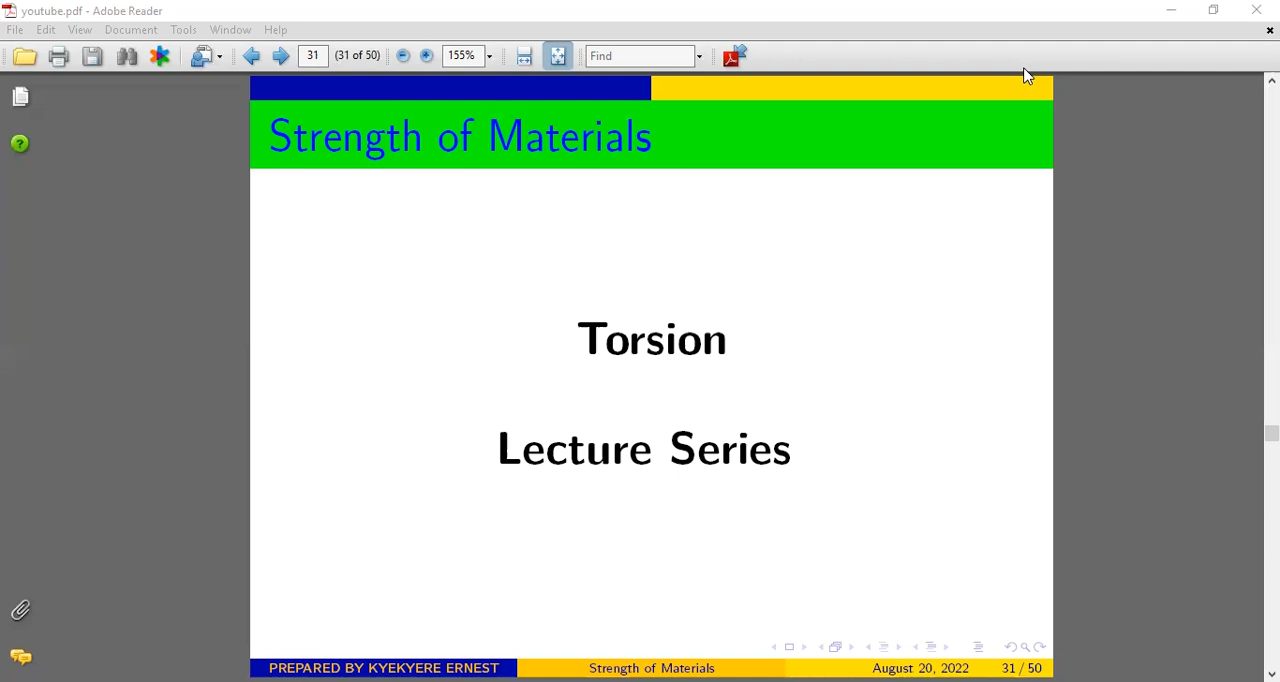 youtube.pdf - Adobe Reader
File Edit View Document Tools Window Help
31 (31 of 50) 155% Find
Strength of Materials
Torsion
Lecture Series
PREPARED BY KYEKYERE ERNEST Strength of Materials August 20, 2022 31 / 50